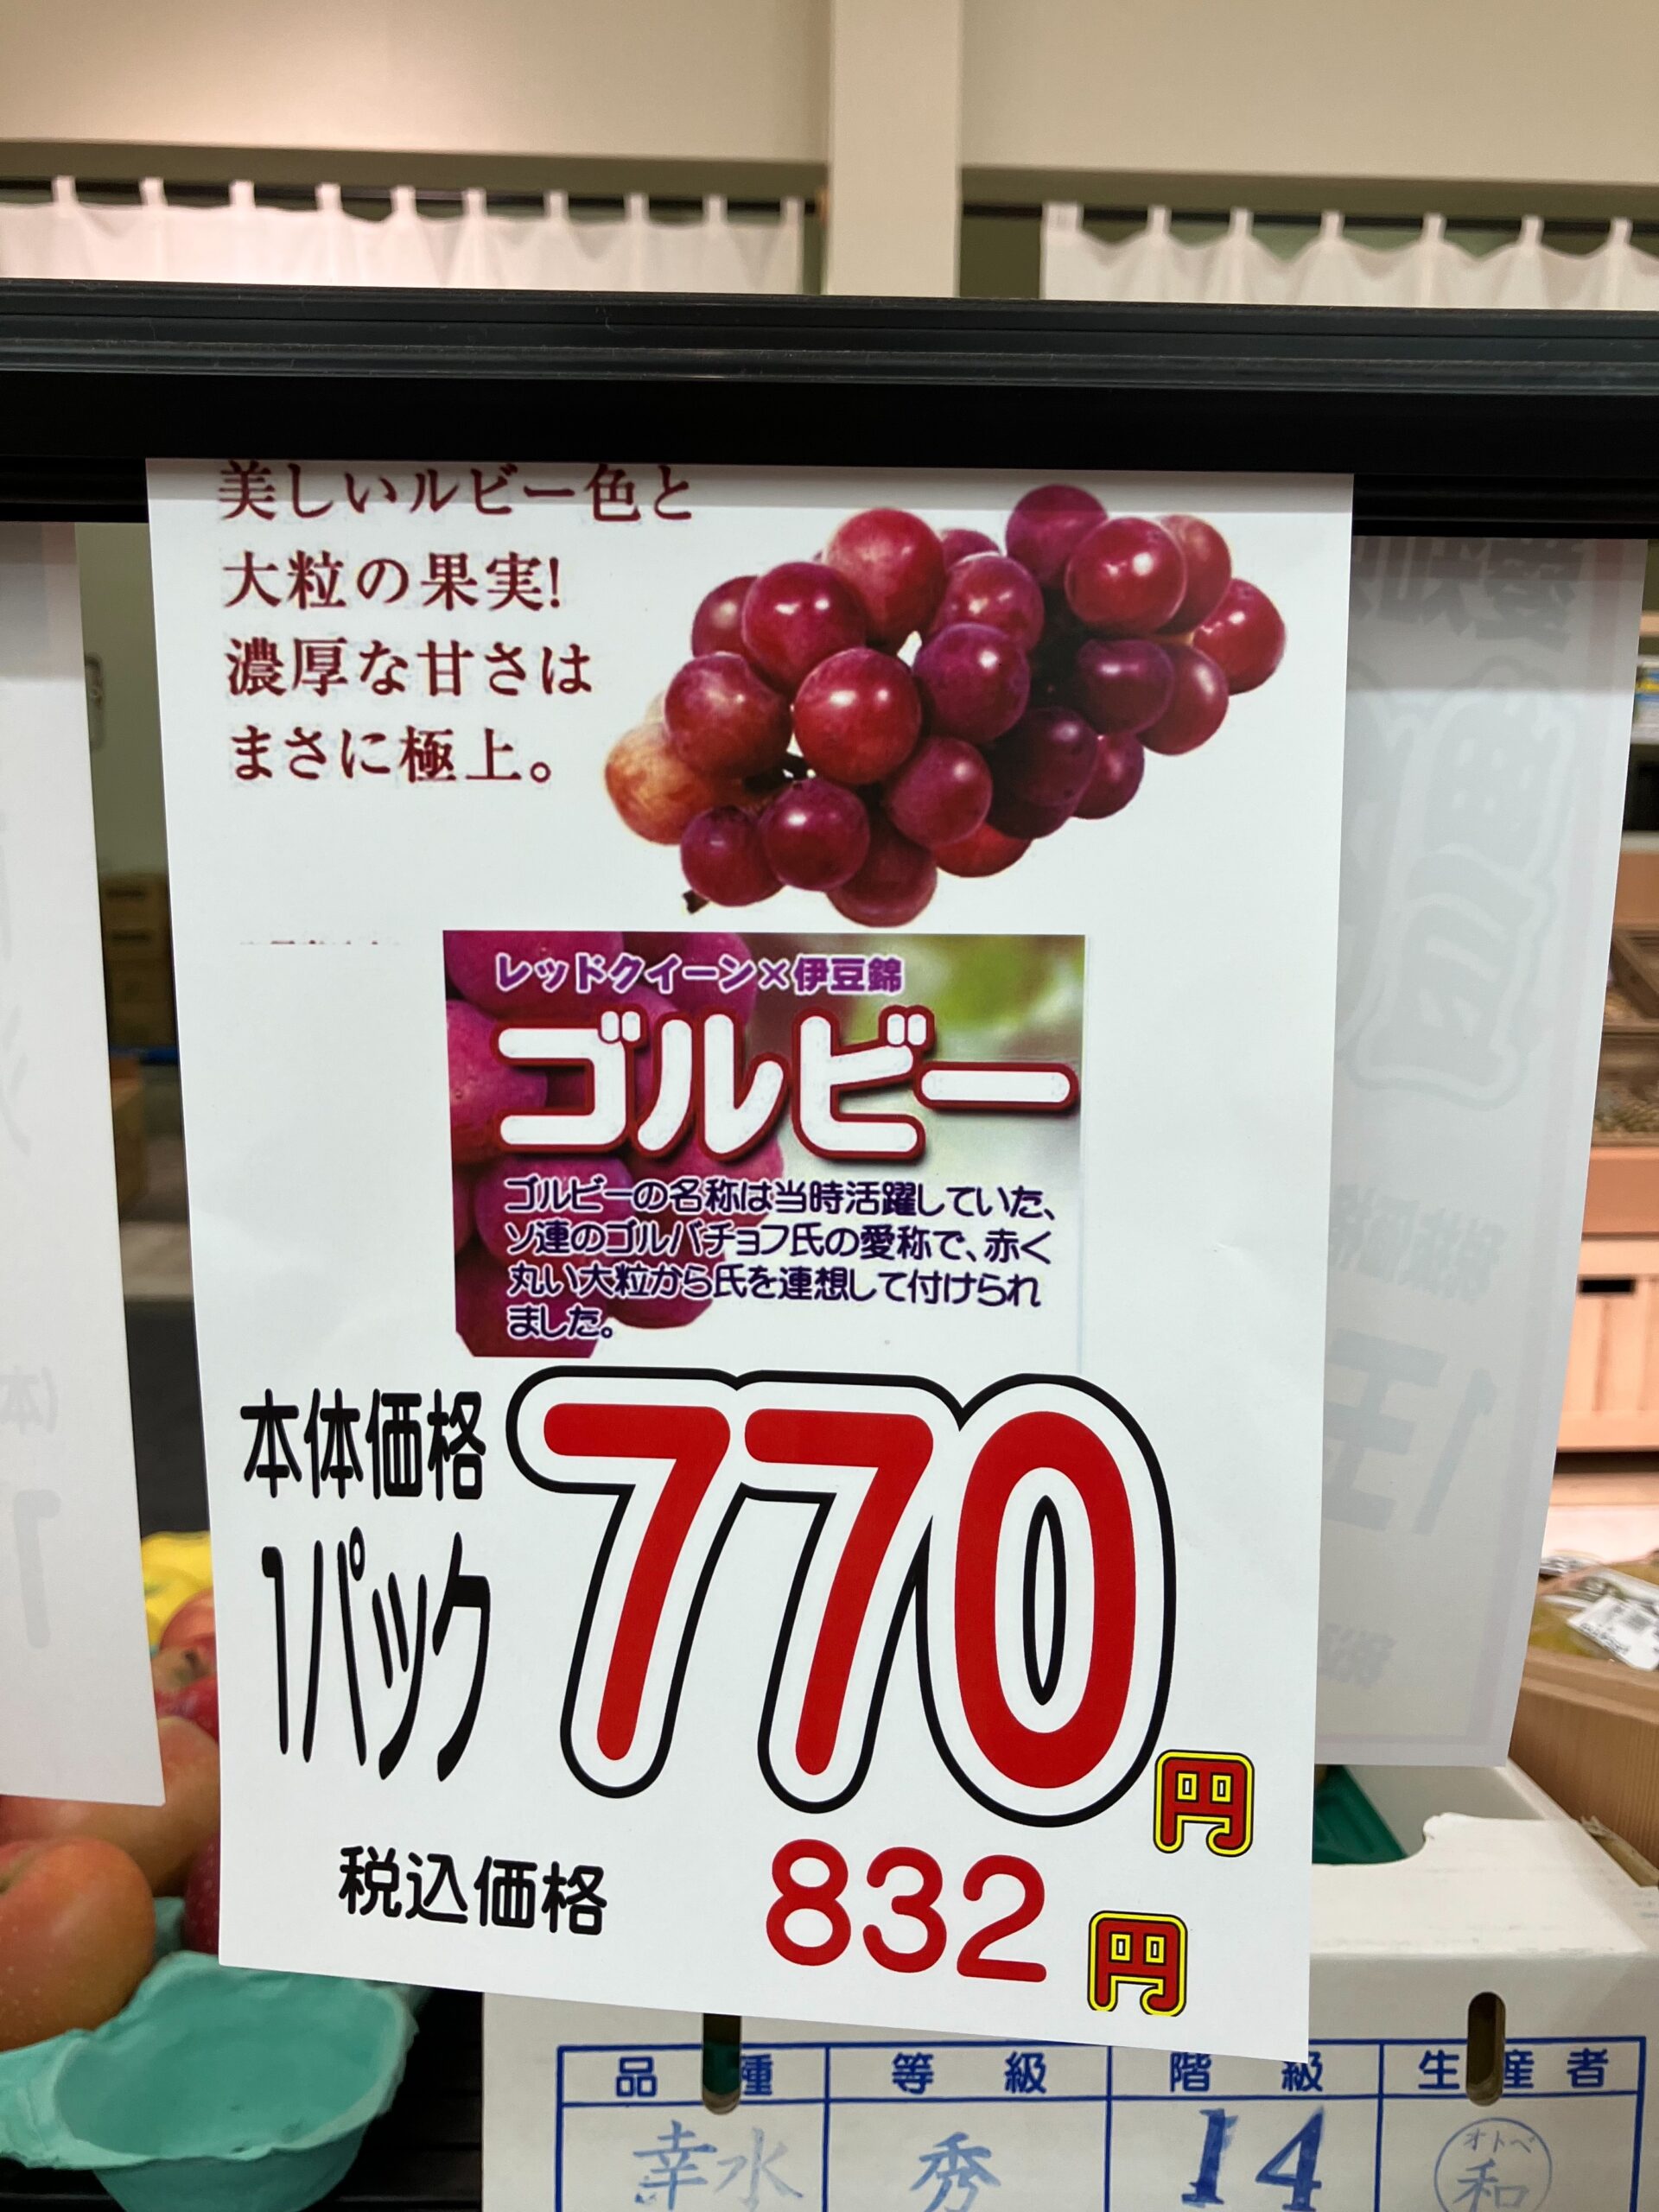 美しいルビー色と
大粒の果実!
濃厚な甘さは
まさに極上。
レッドクイーン×伊豆錦
ゴルビー
ゴルビーの名称は当時活躍していた、
ソ連のゴルバチョフ氏の愛称で、赤く
丸い大粒から氏を連想して付けられ
ました。
本体価格
1パック
770円
税込価格 832円
品種 等級 階級 生産者
幸水 秀 14 オトベ
和